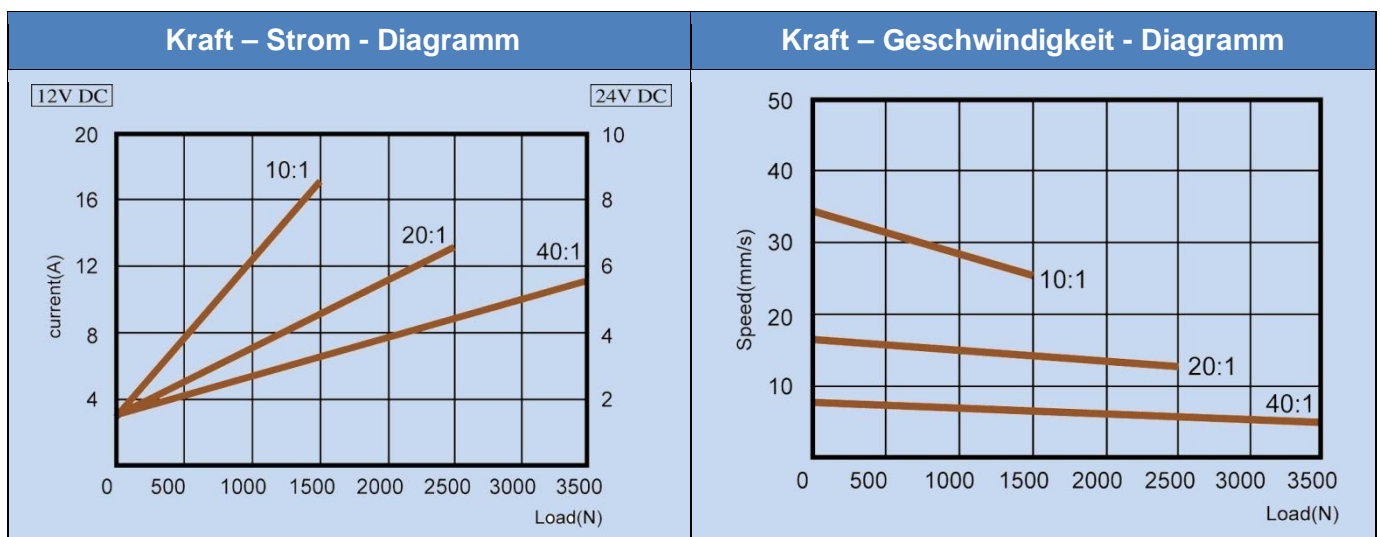 Kraft – Strom - Diagramm
12V DC
24V DC
20
16
12
8
4
current(A)
10:1
20:1
40:1
10
8
6
4
2
0 500 1000 1500 2000 2500 3000 3500
Load(N)
Kraft – Geschwindigkeit - Diagramm
50
40
30
20
10
Speed(mm/s)
10:1
20:1
40:1
0 500 1000 1500 2000 2500 3000 3500
Load(N)